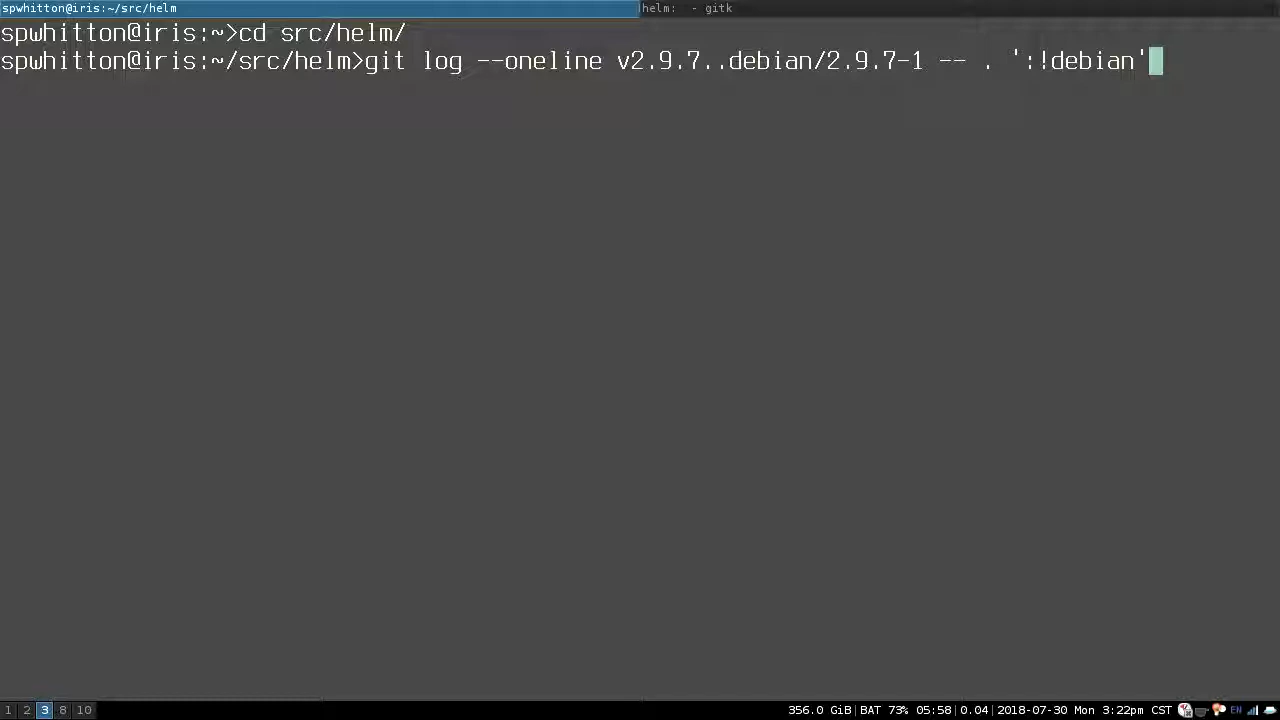 spwhitton@iris:~/src/helm
helm:  - gitk
spwhitton@iris:~>cd src/helm/
spwhitton@iris:~/src/helm>git log --oneline v2.9.7..debian/2.9.7-1 -- . ':!debian'
1 2 3 8 10
356.0 GiB|BAT 73% 05:58|0.04|2018-07-30 Mon 3:22pm CST EN